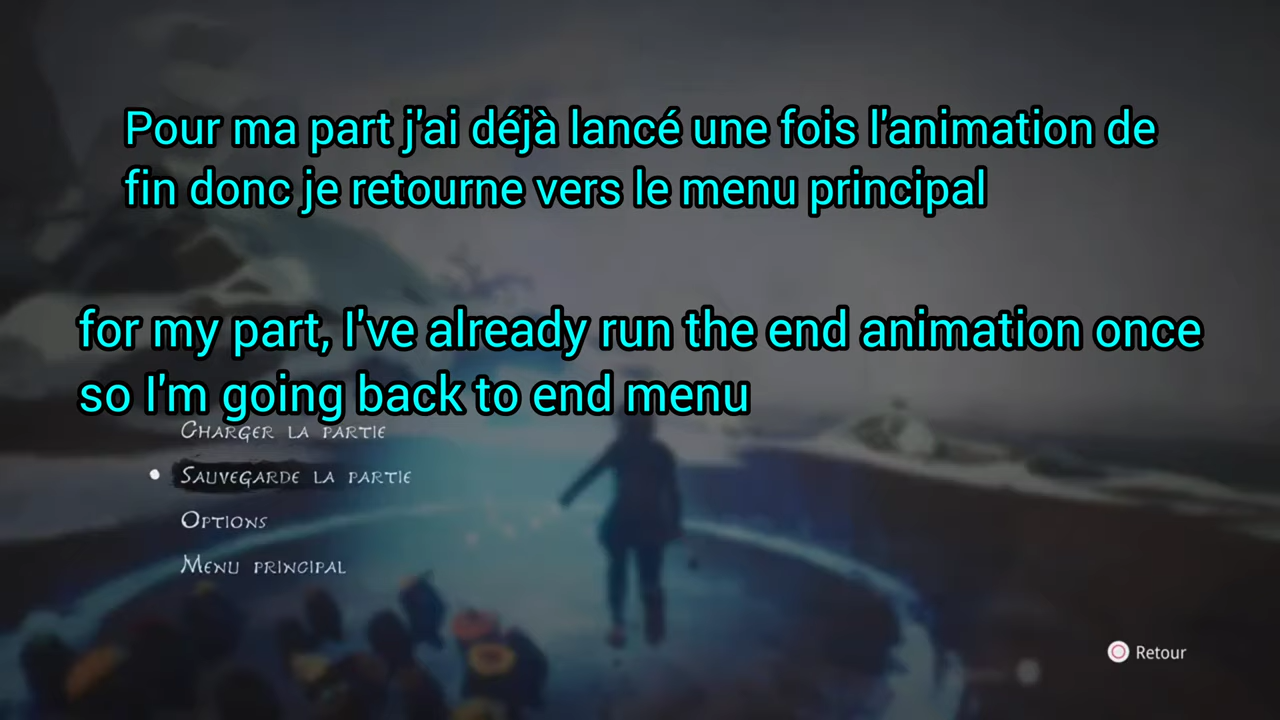 Pour ma part j'ai déjà lancé une fois l'animation de
fin donc je retourne vers le menu principal
for my part, I've already run the end animation once
so I'm going back to end menu
Charger la partie
Sauvegarde la partie
Options
Menu principal
Retour